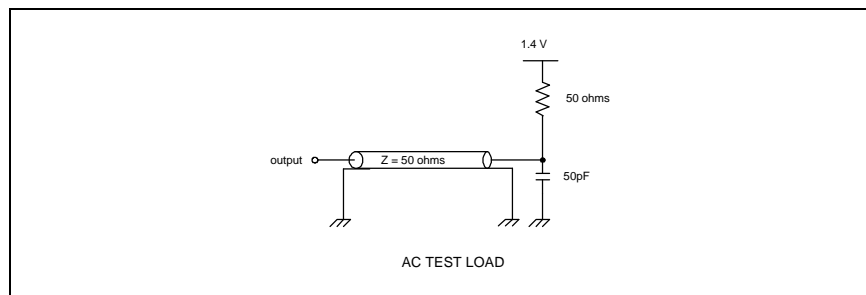 1.4 V
50 ohms
output
Z = 50 ohms
50pF
AC TEST LOAD